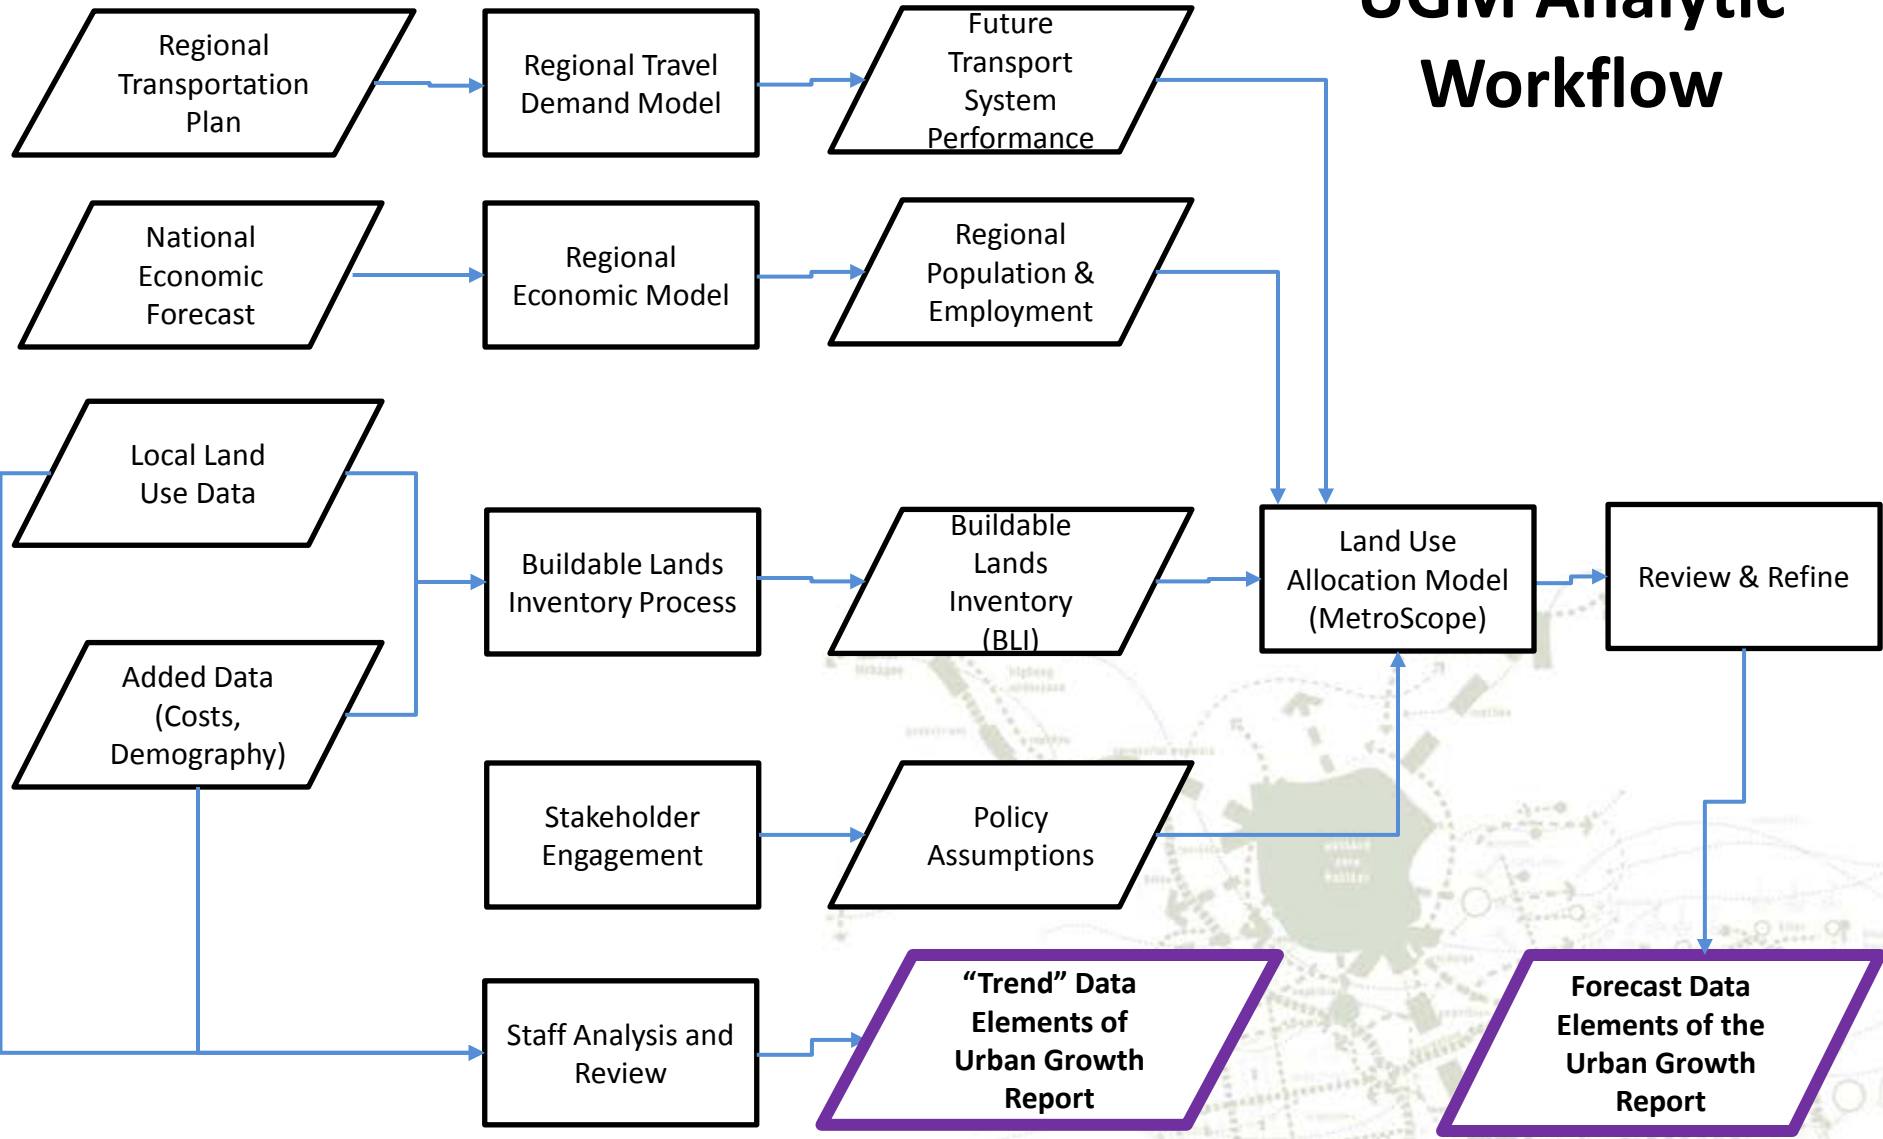 UGM Analytic
Workflow
Regional
Transportation
Plan
Regional Travel
Demand Model
Future
Transport
System
Performance
National
Economic
Forecast
Regional
Economic Model
Regional
Population &
Employment
Local Land
Use Data
Added Data
(Costs,
Demography)
Buildable Lands
Inventory Process
Buildable
Lands
Inventory
(BLI)
Land Use
Allocation Model
(MetroScope)
Review & Refine
Stakeholder
Engagement
Policy
Assumptions
Staff Analysis and
Review
“Trend” Data
Elements of
Urban Growth
Report
Forecast Data
Elements of the
Urban Growth
Report